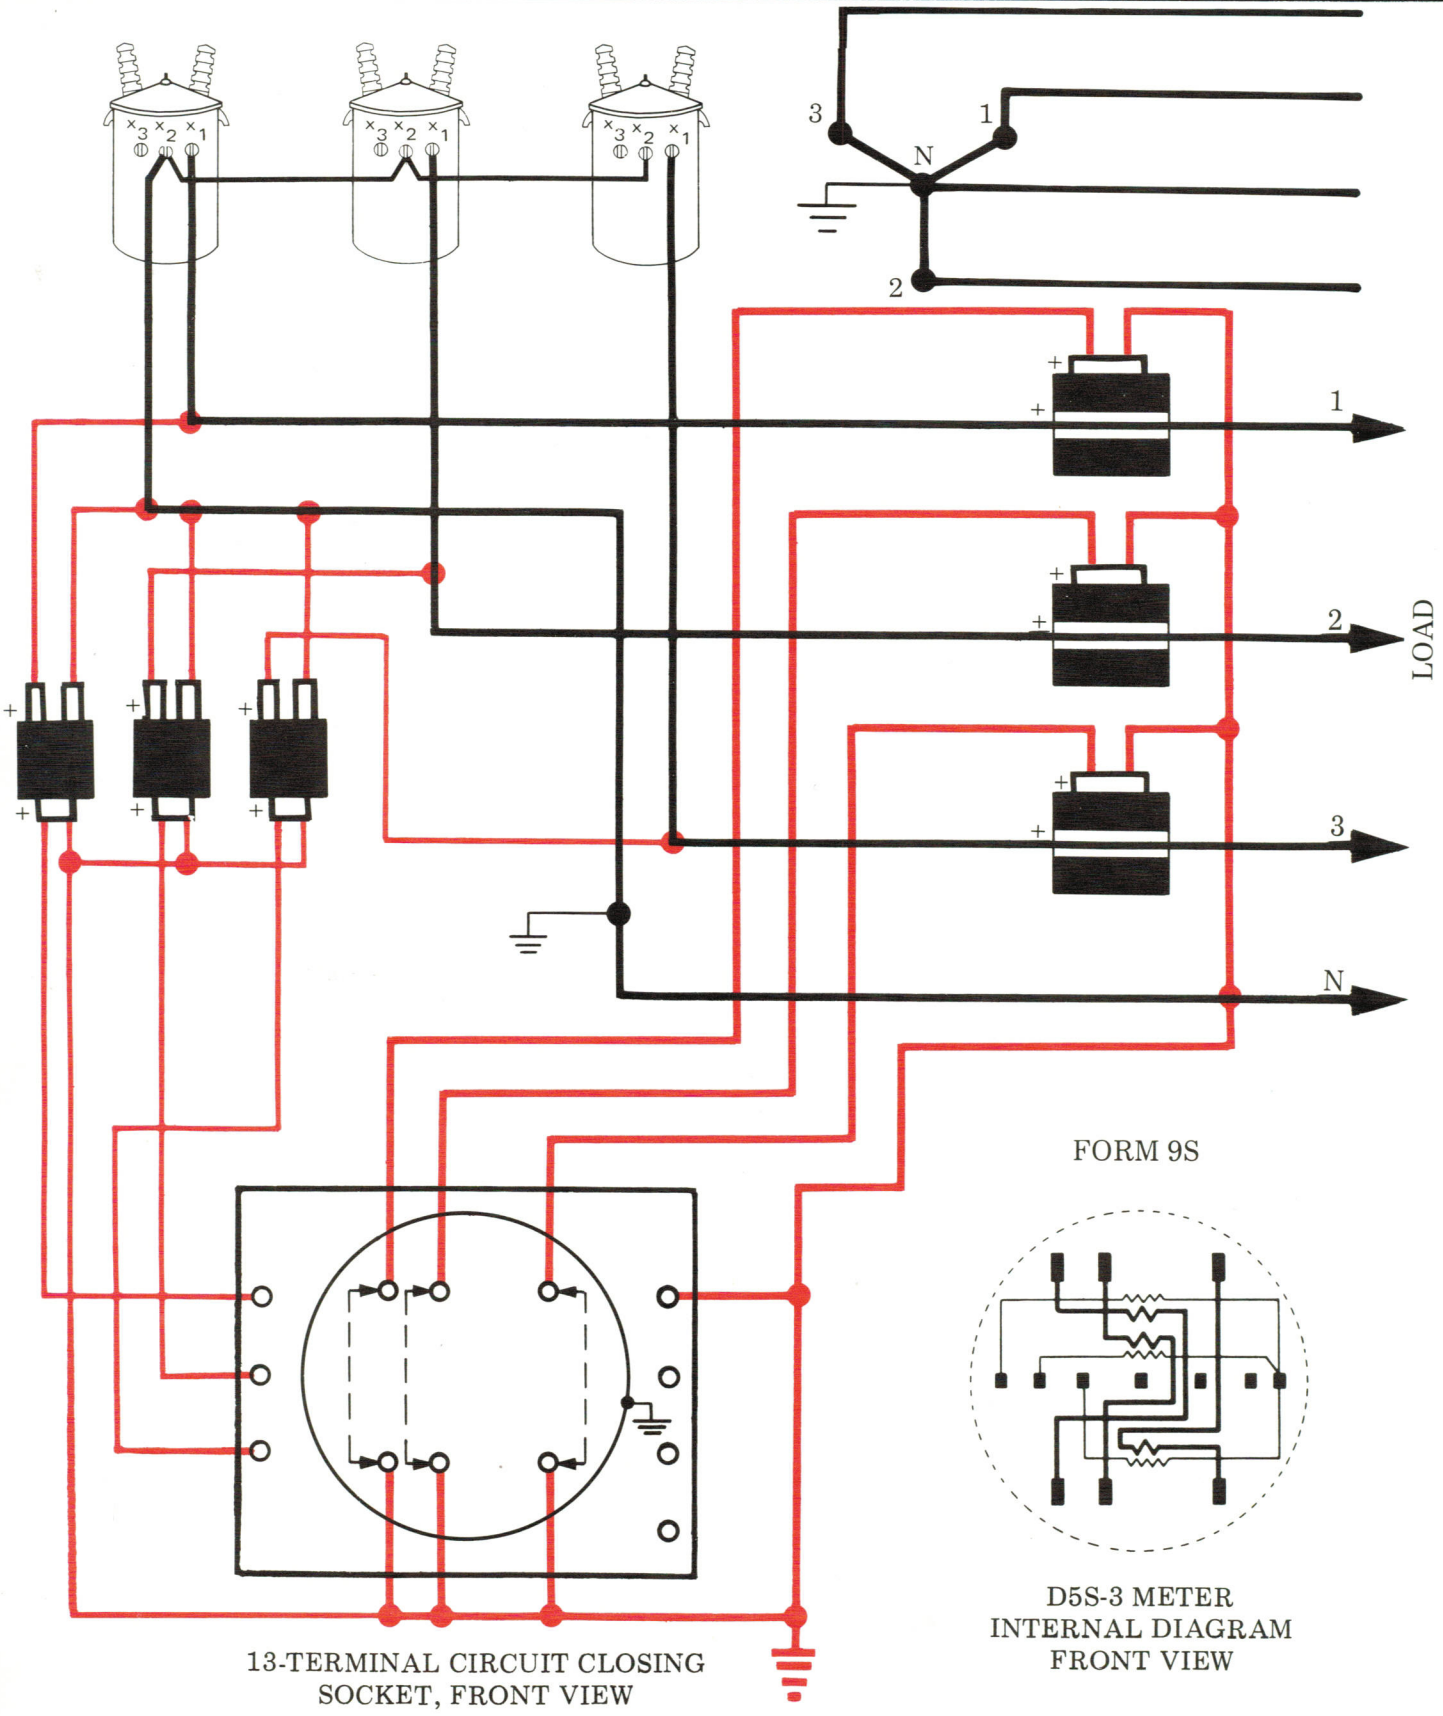 X3 X2 X1
X3 X2 X1
X3 X2 X1
3
1
N
2
+
+
1
+
+
2
LOAD
+
+
+
+
+
3
+
+
+
+
N
FORM 9S
D5S-3 METER
INTERNAL DIAGRAM
FRONT VIEW
13-TERMINAL CIRCUIT CLOSING
SOCKET, FRONT VIEW